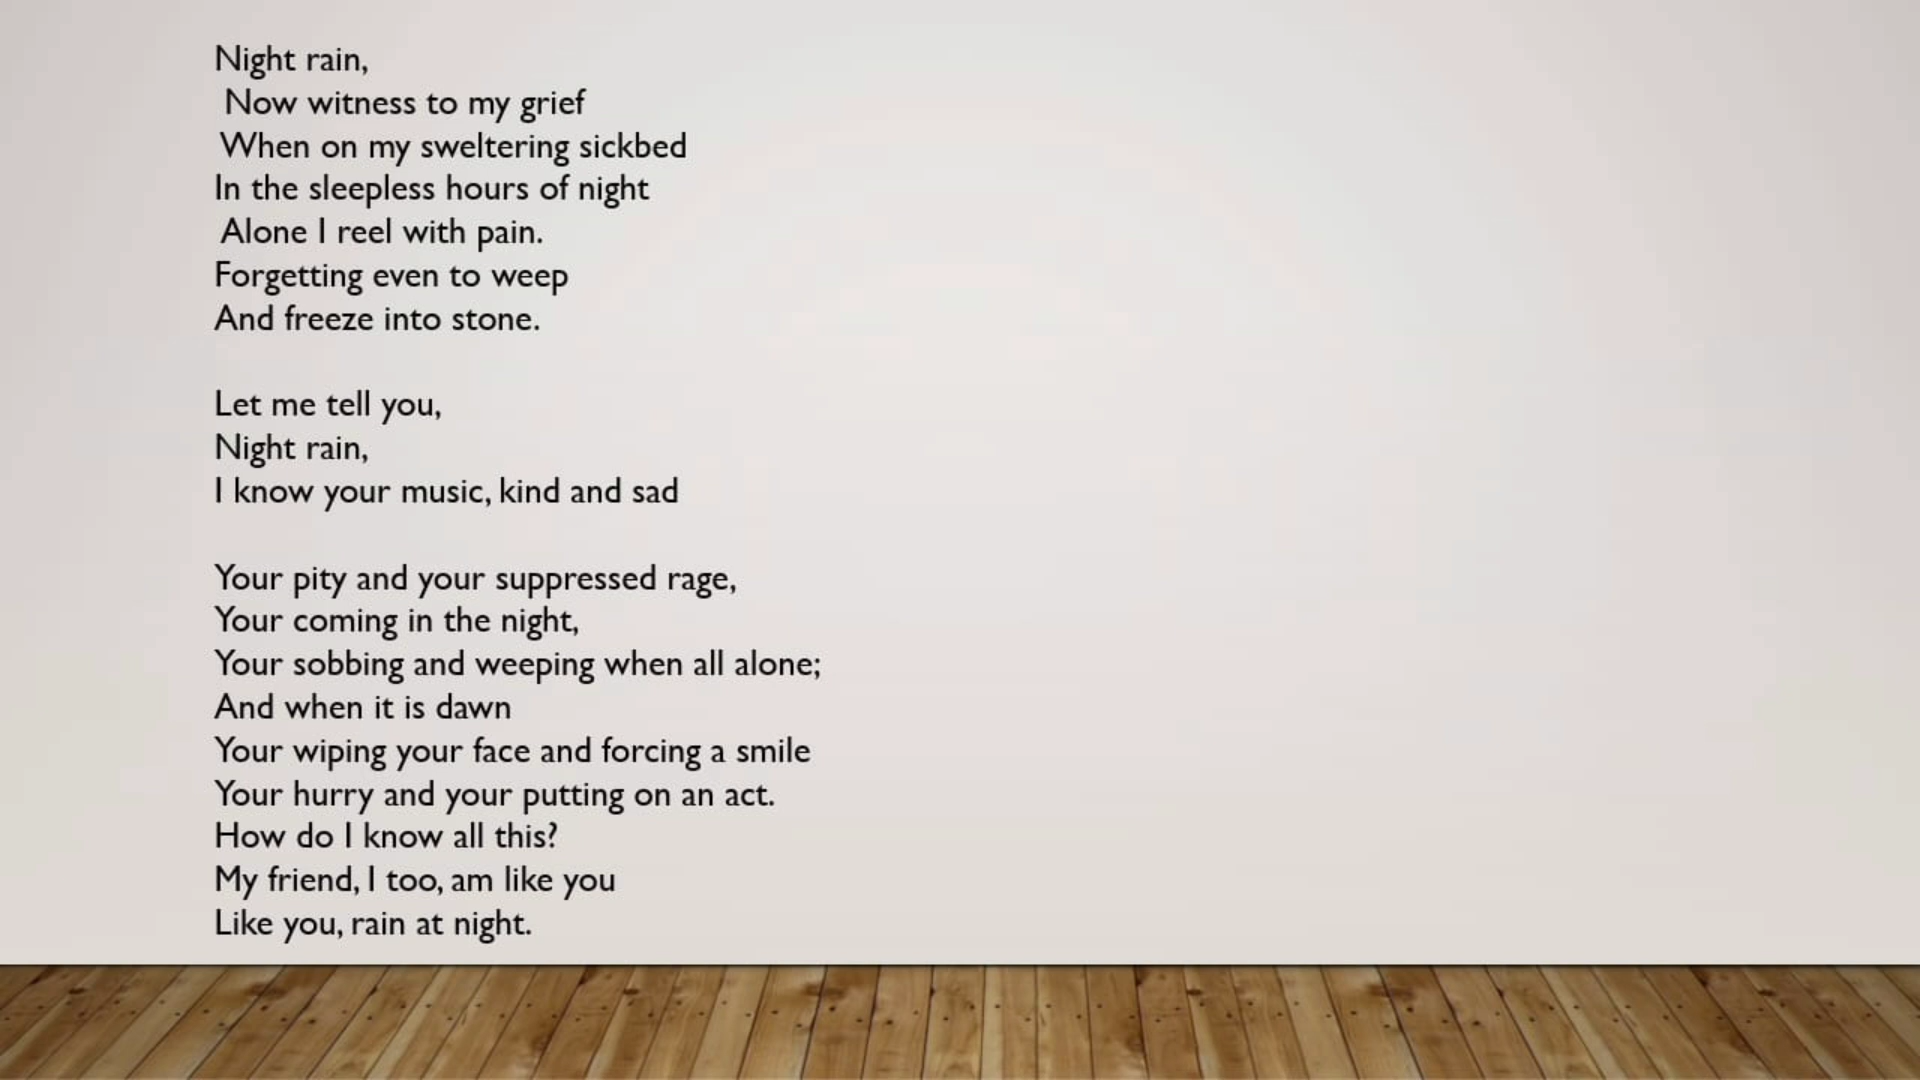 Night rain,
Now witness to my grief
When on my sweltering sickbed
In the sleepless hours of night
Alone I reel with pain.
Forgetting even to weep
And freeze into stone.
Let me tell you,
Night rain,
I know your music, kind and sad
Your pity and your suppressed rage,
Your coming in the night,
Your sobbing and weeping when all alone;
And when it is dawn
Your wiping your face and forcing a smile
Your hurry and your putting on an act.
How do I know all this?
My friend, I too, am like you
Like you, rain at night.